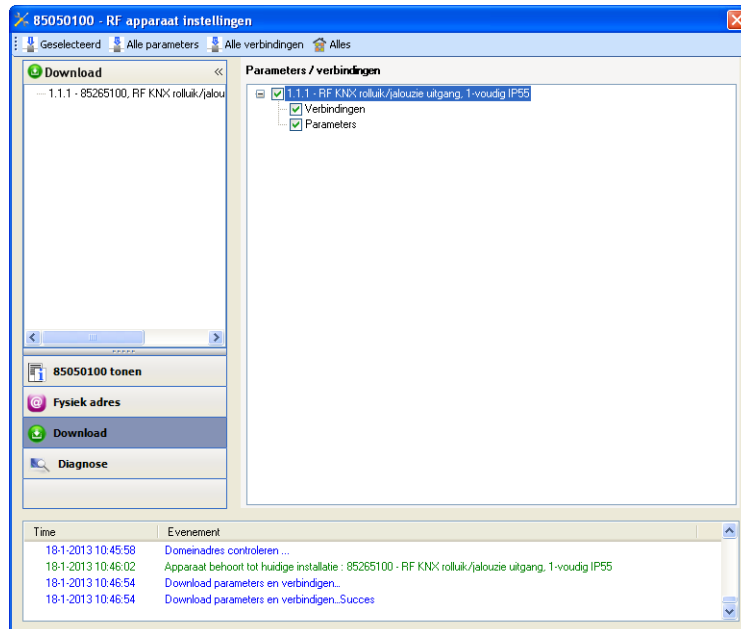 85050100 - RF apparaat instellingen
Geselecteerd Alle parameters Alle verbindingen Alles
Download
1.1.1 - 85265100, RF KNX rolluik/jalou
85050100 tonen
Fysiek adres
Download
Diagnose
Parameters / verbindingen
1.1.1 - RF KNX rolluik/jalouzie uitgang, 1-voudig IP55
Verbindingen
Parameters
Time Evenement
18-1-2013 10:45:58 Domeinadres controleren ...
18-1-2013 10:46:02 Apparaat behoort tot huidige installatie : 85265100 - RF KNX rolluik/jalouzie uitgang, 1-voudig IP55
18-1-2013 10:46:54 Download parameters en verbindigen...
18-1-2013 10:46:54 Download parameters en verbindigen...Succes